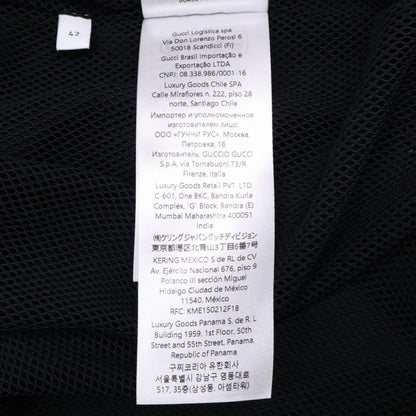 47
Gucci Logistica spa
Via Don Lorenzo Perosi 6
50018 Scandicci (FI)
Gucci Brasil Importação e
Exportação LTDA
CNPJ: 08.338.986/0001-16
Luxury Goods Chile SPA
Calle Miraflores n. 222, piso 28
norte, Santiago Chile
Импортер и уполномоченное
изготовителем лицо:
ООО «ГУЧЧИ РУС», Москва,
Петровка, 16
Изготовитель: GUCCIO GUCCI
S.p.A, via Tornabuoni,73/R,
Firenze, Italia
Luxury Goods Retail PVT. LTD.
C-601, One BKC, Bandra Kurla
Complex, "G" Block, Bandra (E)
Mumbai Maharashtra 400051
India
㈱ケリングジャパングッチディビジョン
東京都港区北青山3丁目6番7号
KERING MEXICO S de RL de CV
Av. Ejército Nacional 676, piso 9
Polanco III sección Miguel
Hidalgo Ciudad de México
11540, México
RFC: KME150212F18
Luxury Goods Panama S. de R. L
Building 1959, 1st Floor, 50th
Street and 55th Street, Panama,
Republic of Panama
구찌코리아 유한회사
서울특별시 강남구 영동대로
517, 35층(삼성동, 아셈타워)